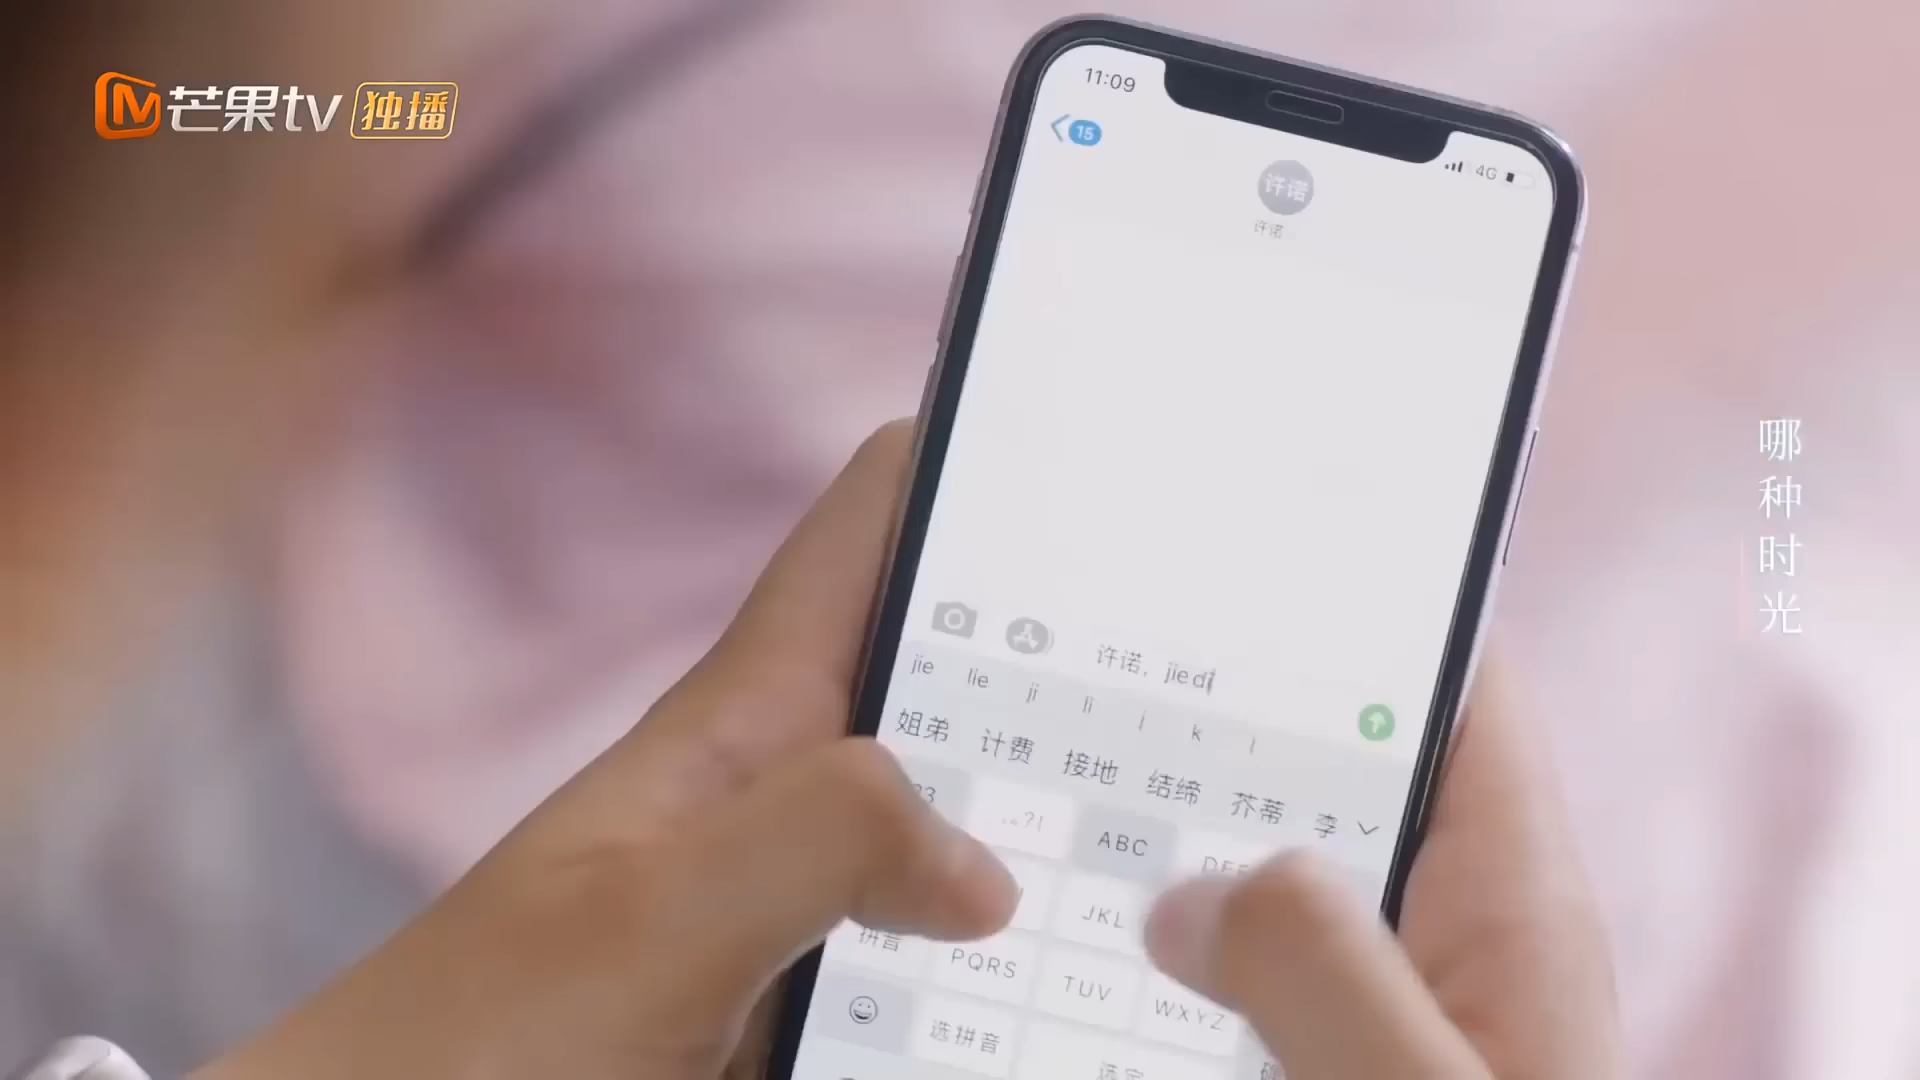 芒果tv 独播
11:09
4G
15
许诺
许诺
哪种时光
许诺，jie di
jie lie ji li j k l
姐弟 计费 接地 结缔 芥蒂 李
ABC
JKL
拼音 PQRS TUV WXYZ
选拼音 选定